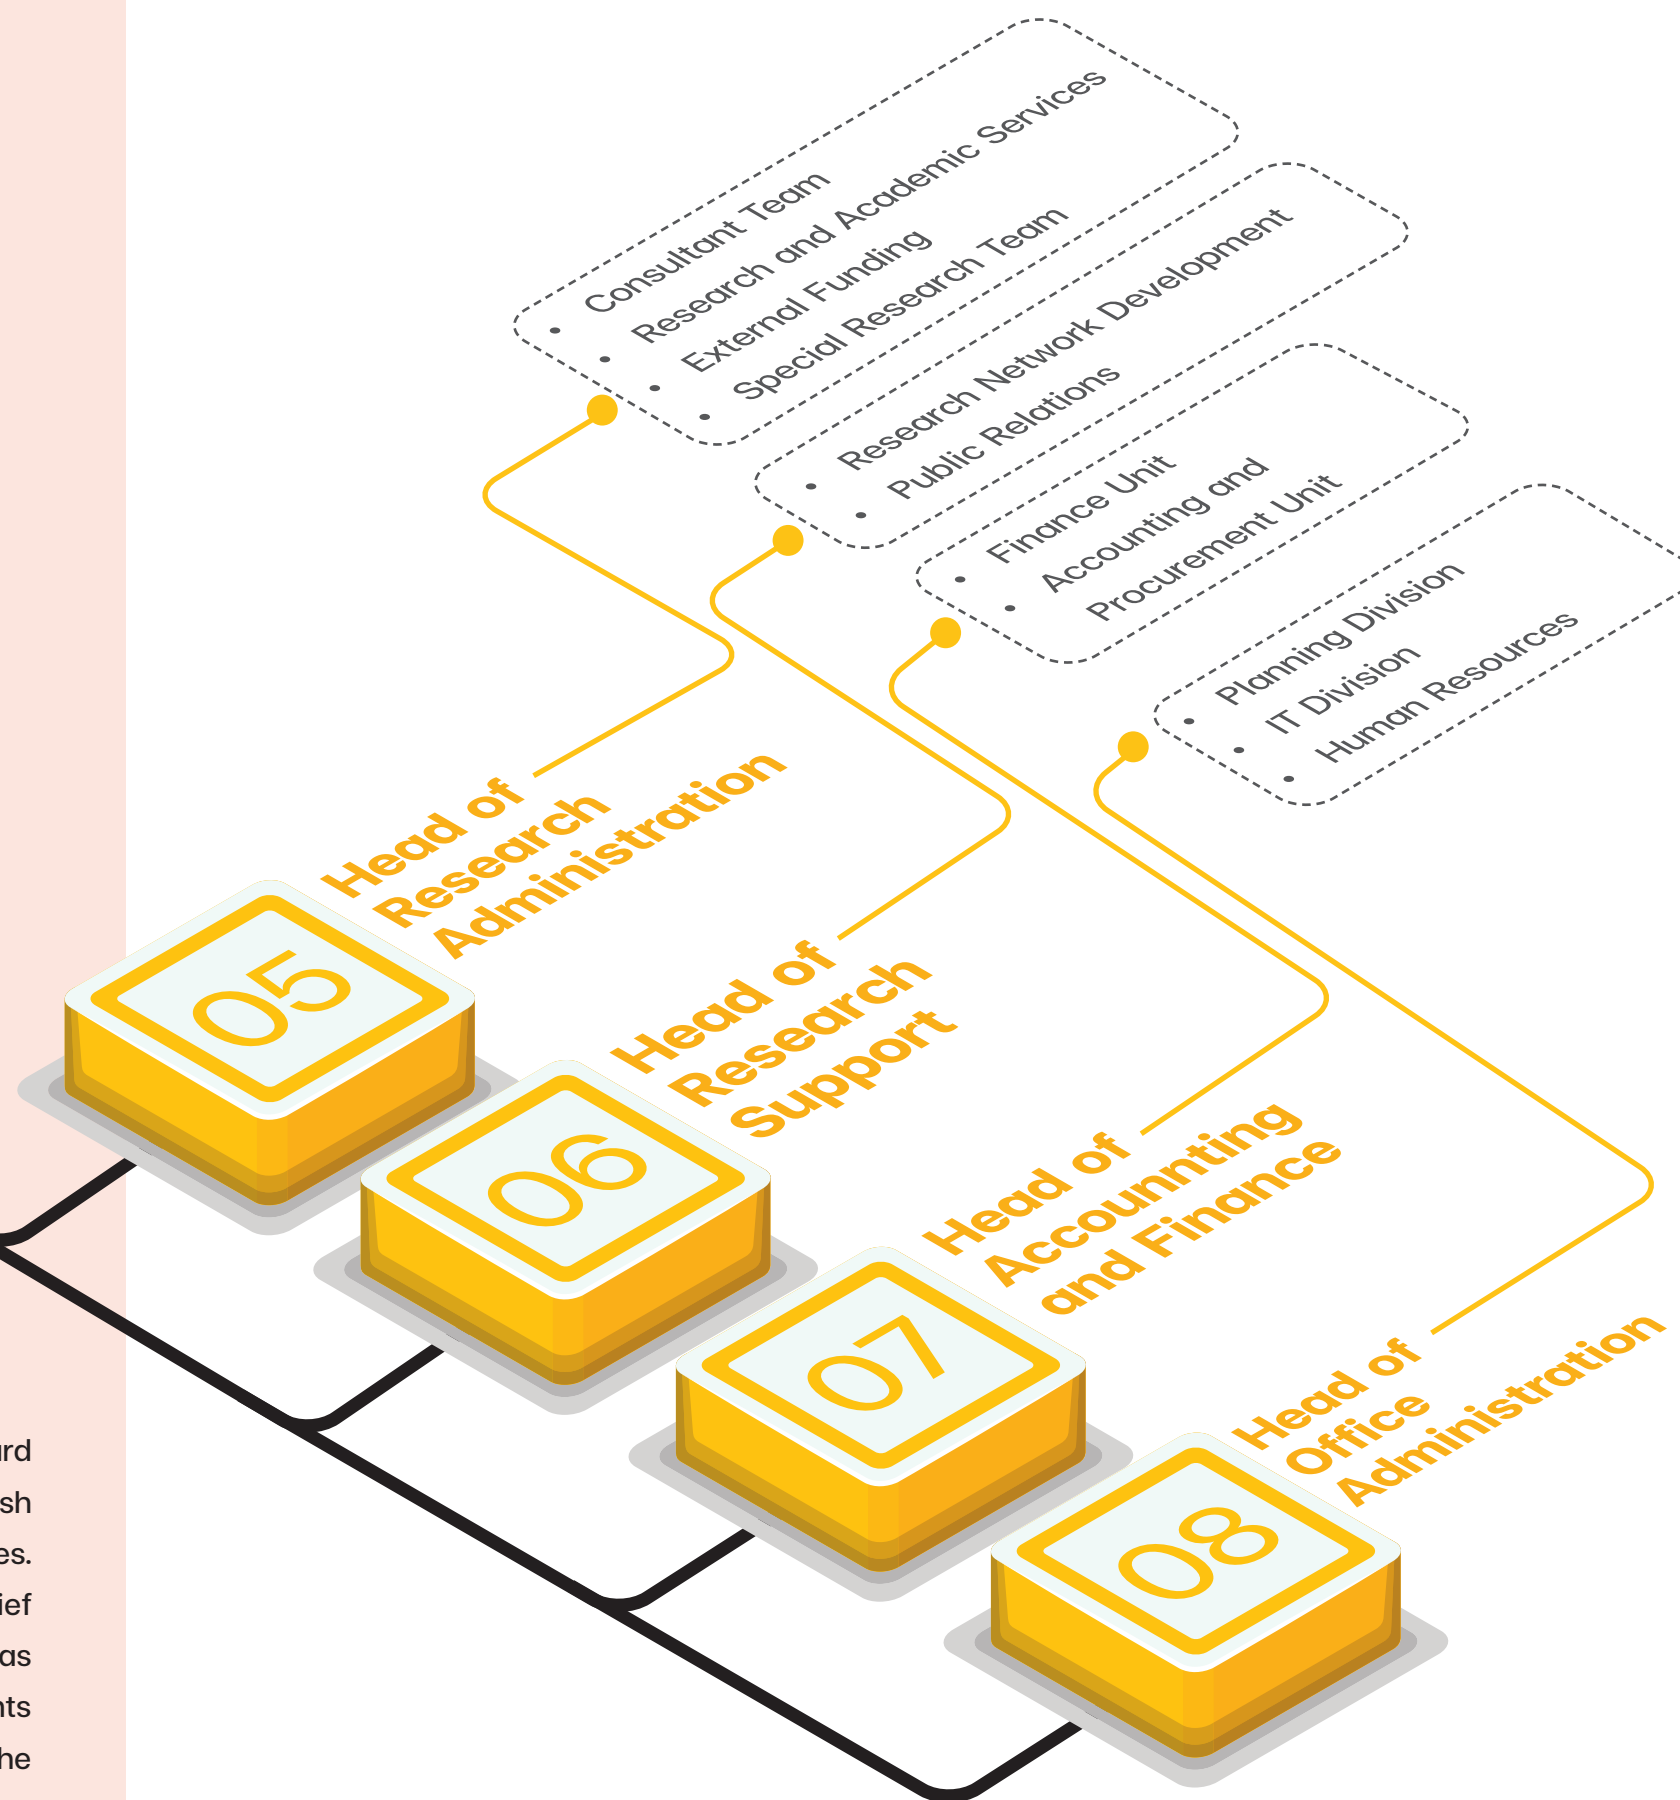 • Consultant Team
• Research and Academic Services
• External Funding
• Special Research Team
• Research Network Development
• Public Relations
• Finance Unit
• Accounting and
Procurement Unit
• Planning Division
• IT Division
• Human Resources
Head of
Research
Administration
05
Head of
Research
Support
06
Head of
Accounnting
and Finance
07
Head of
Office
Administration
08
rd
sh
es.
ief
as
nts
he